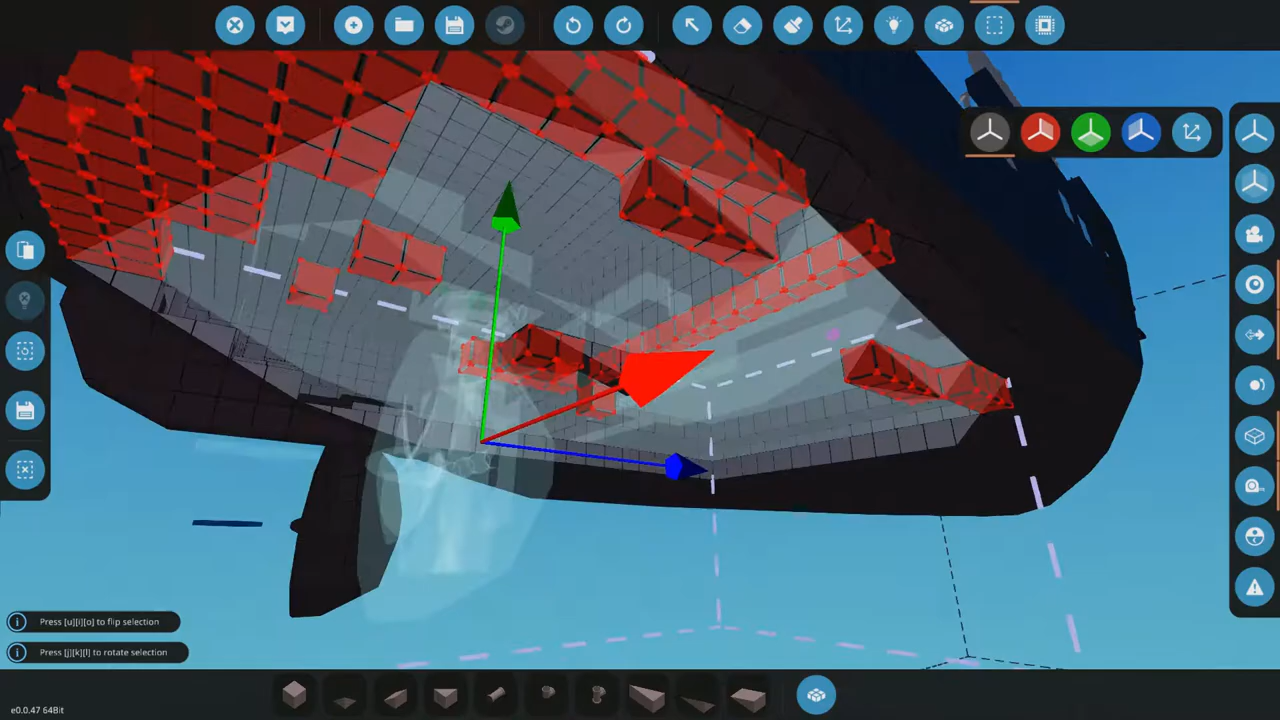 Press [u][i][o] to flip selection
Press [j][k][l] to rotate selection
e0.0.47 64Bit